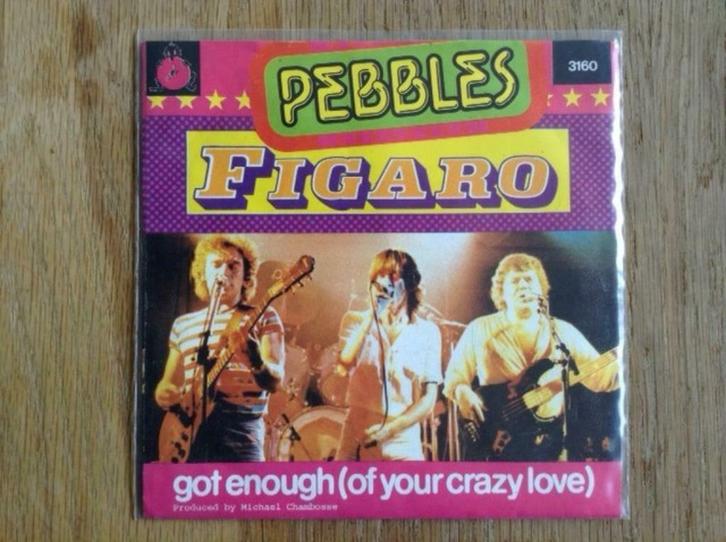 PEBBLES
3160
FIGARO
got enough (of your crazy love)
Produced by Michael Chambosse